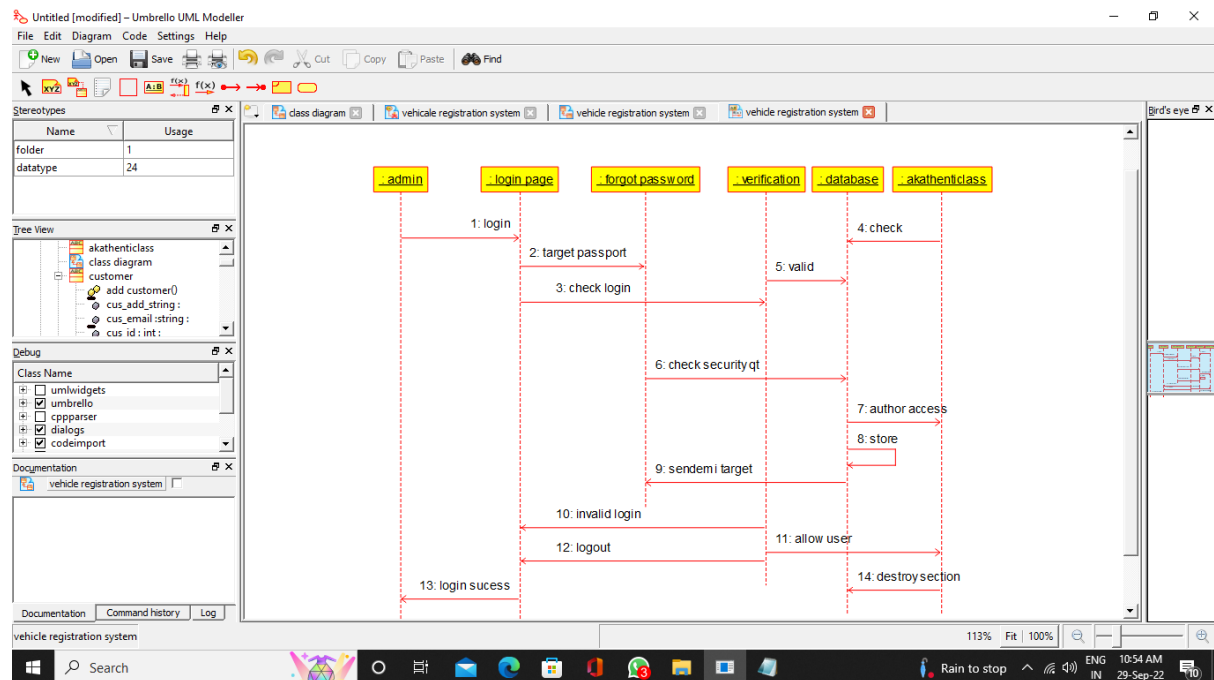 Untitled [modified] – Umbrello UML Modeller
File Edit Diagram Code Settings Help
New Open Save Cut Copy Paste Find
XYZ A:B f(x) f(x)
Stereotypes
Name Usage
folder 1
datatype 24
Tree View
akathenticlass
class diagram
customer
add customer()
cus_add_string :
cus_email :string :
cus id : int :
Debug
Class Name
umlwidgets
umbrello
cppparser
dialogs
codeimport
Documentation
vehicle registration system
Documentation Command history Log
class diagram vehicale registration system vehicle registration system vehicle registration system
Bird's eye
: admin : login page : forgot password : verification : database : akathenticlass
1: login
4: check
2: target passport
5: valid
3: check login
6: check security qt
7: author access
8: store
9: sendemi target
10: invalid login
11: allow user
12: logout
14: destroy section
13: login sucess
vehicle registration system 113% Fit 100%
Search 3 Rain to stop ENG IN 10:54 AM 29-Sep-22 10